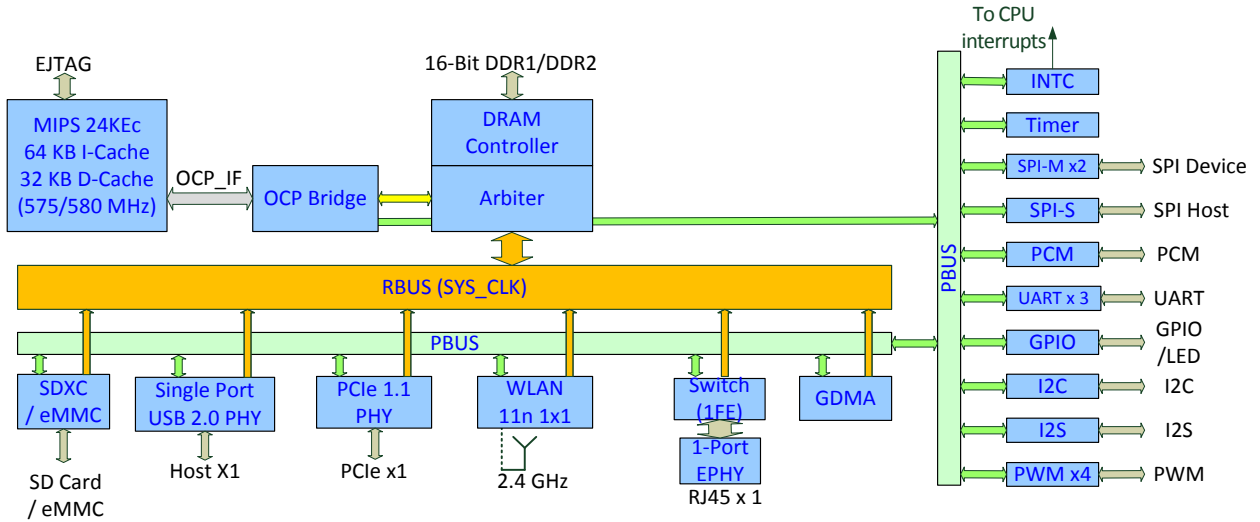 To CPU
interrupts
EJTAG
16-Bit DDR1/DDR2
MIPS 24KEc
64 KB I-Cache
32 KB D-Cache
(575/580 MHz)
OCP_IF
OCP Bridge
DRAM
Controller
Arbiter
RBUS (SYS_CLK)
PBUS
SDXC
/ eMMC
Single Port
USB 2.0 PHY
PCIe 1.1
PHY
WLAN
11n 1x1
Switch
(1FE)
GDMA
1-Port
EPHY
SD Card
/ eMMC
Host X1
PCIe x1
2.4 GHz
RJ45 x 1
PBUS
INTC
Timer
SPI-M x2
SPI Device
SPI-S
SPI Host
PCM
PCM
UART x 3
UART
GPIO
GPIO
/LED
I2C
I2C
I2S
I2S
PWM x4
PWM